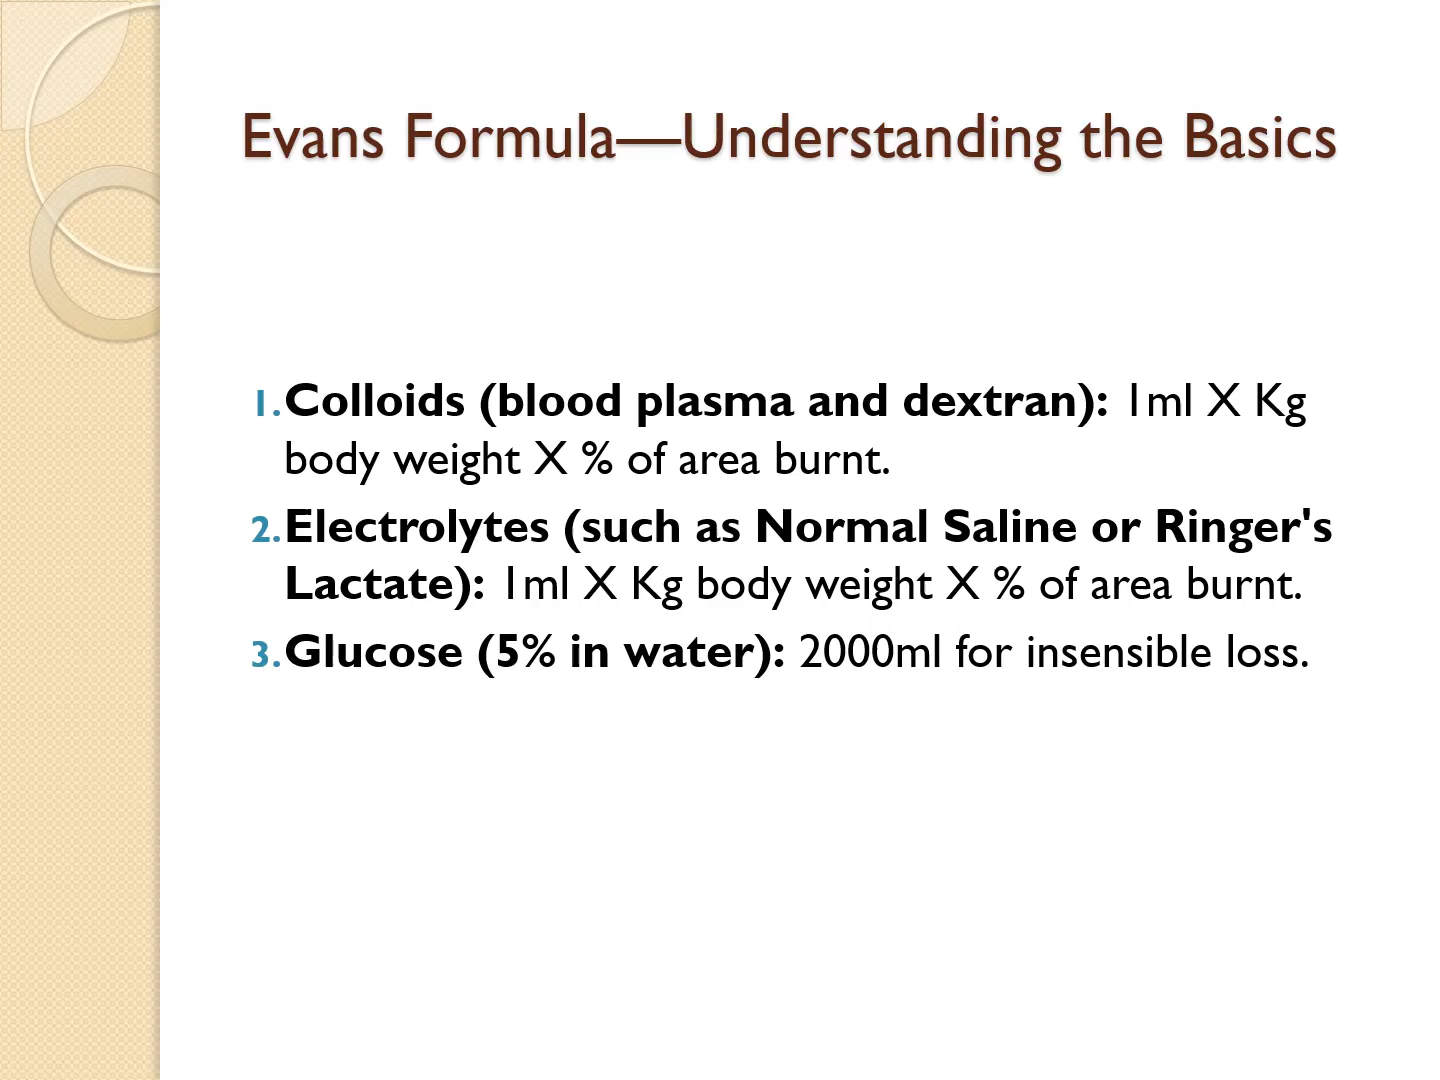 Evans Formula—Understanding the Basics
1. Colloids (blood plasma and dextran): 1ml X Kg
body weight X % of area burnt.
2. Electrolytes (such as Normal Saline or Ringer's
Lactate): 1ml X Kg body weight X % of area burnt.
3. Glucose (5% in water): 2000ml for insensible loss.